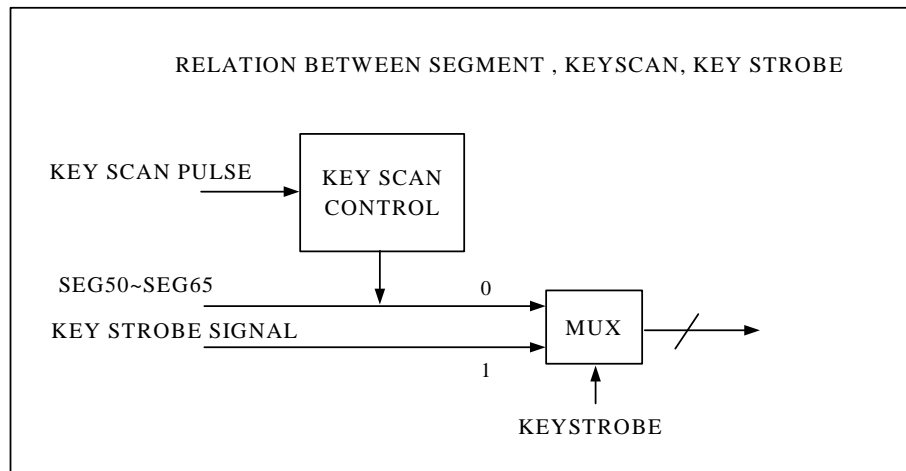 RELATION BETWEEN SEGMENT , KEYSCAN, KEY STROBE
KEY SCAN PULSE
KEY SCAN
CONTROL
SEG50~SEG65
0
KEY STROBE SIGNAL
MUX
1
KEYSTROBE